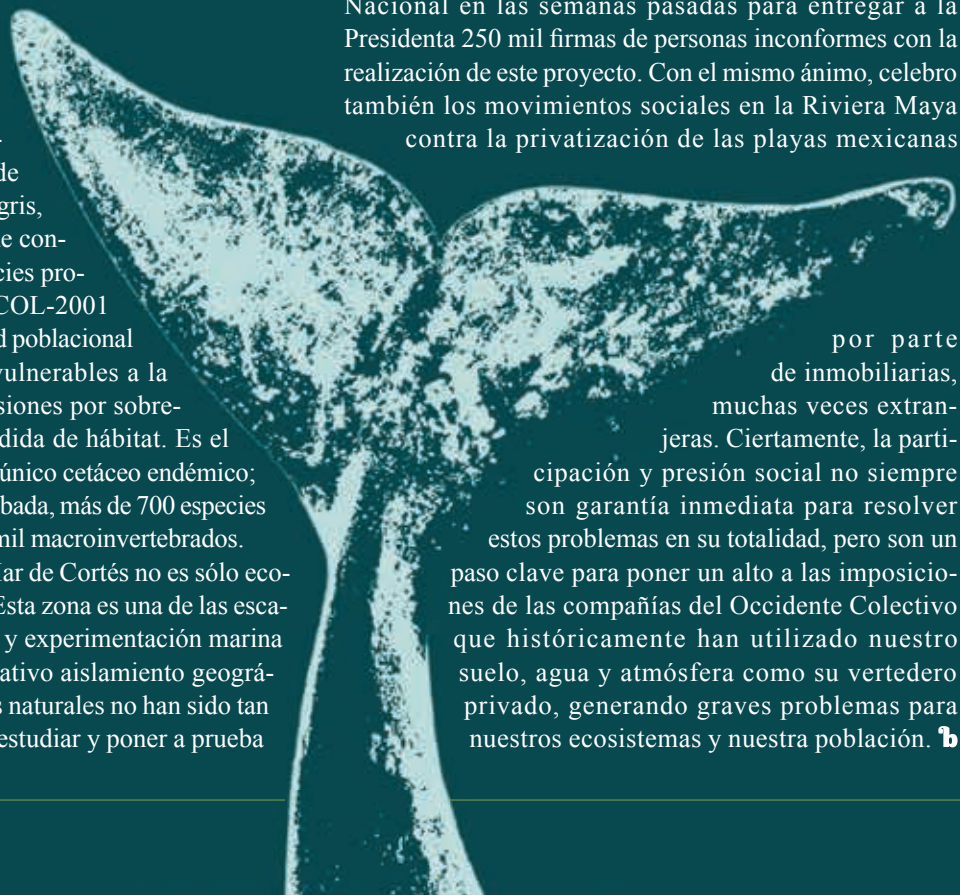 de
gris,
e con-
cies pro-
COL-2001
d poblacional
vulnerables a la
siones por sobre-
dida de hábitat. Es el
único cetáceo endémico;
bada, más de 700 especies
mil macroinvertebrados.
Mar de Cortés no es sólo eco-
Esta zona es una de las esca-
y experimentación marina
ativo aislamiento geográ-
s naturales no han sido tan
estudiar y poner a prueba
Nacional en las semanas pasadas para entregar a la
Presidenta 250 mil firmas de personas inconformes con la
realización de este proyecto. Con el mismo ánimo, celebro
también los movimientos sociales en la Riviera Maya
contra la privatización de las playas mexicanas
por parte
de inmobiliarias,
muchas veces extran-
jeras. Ciertamente, la parti-
cipación y presión social no siempre
son garantía inmediata para resolver
estos problemas en su totalidad, pero son un
paso clave para poner un alto a las imposicio-
nes de las compañías del Occidente Colectivo
que históricamente han utilizado nuestro
suelo, agua y atmósfera como su vertedero
privado, generando graves problemas para
nuestros ecosistemas y nuestra población.